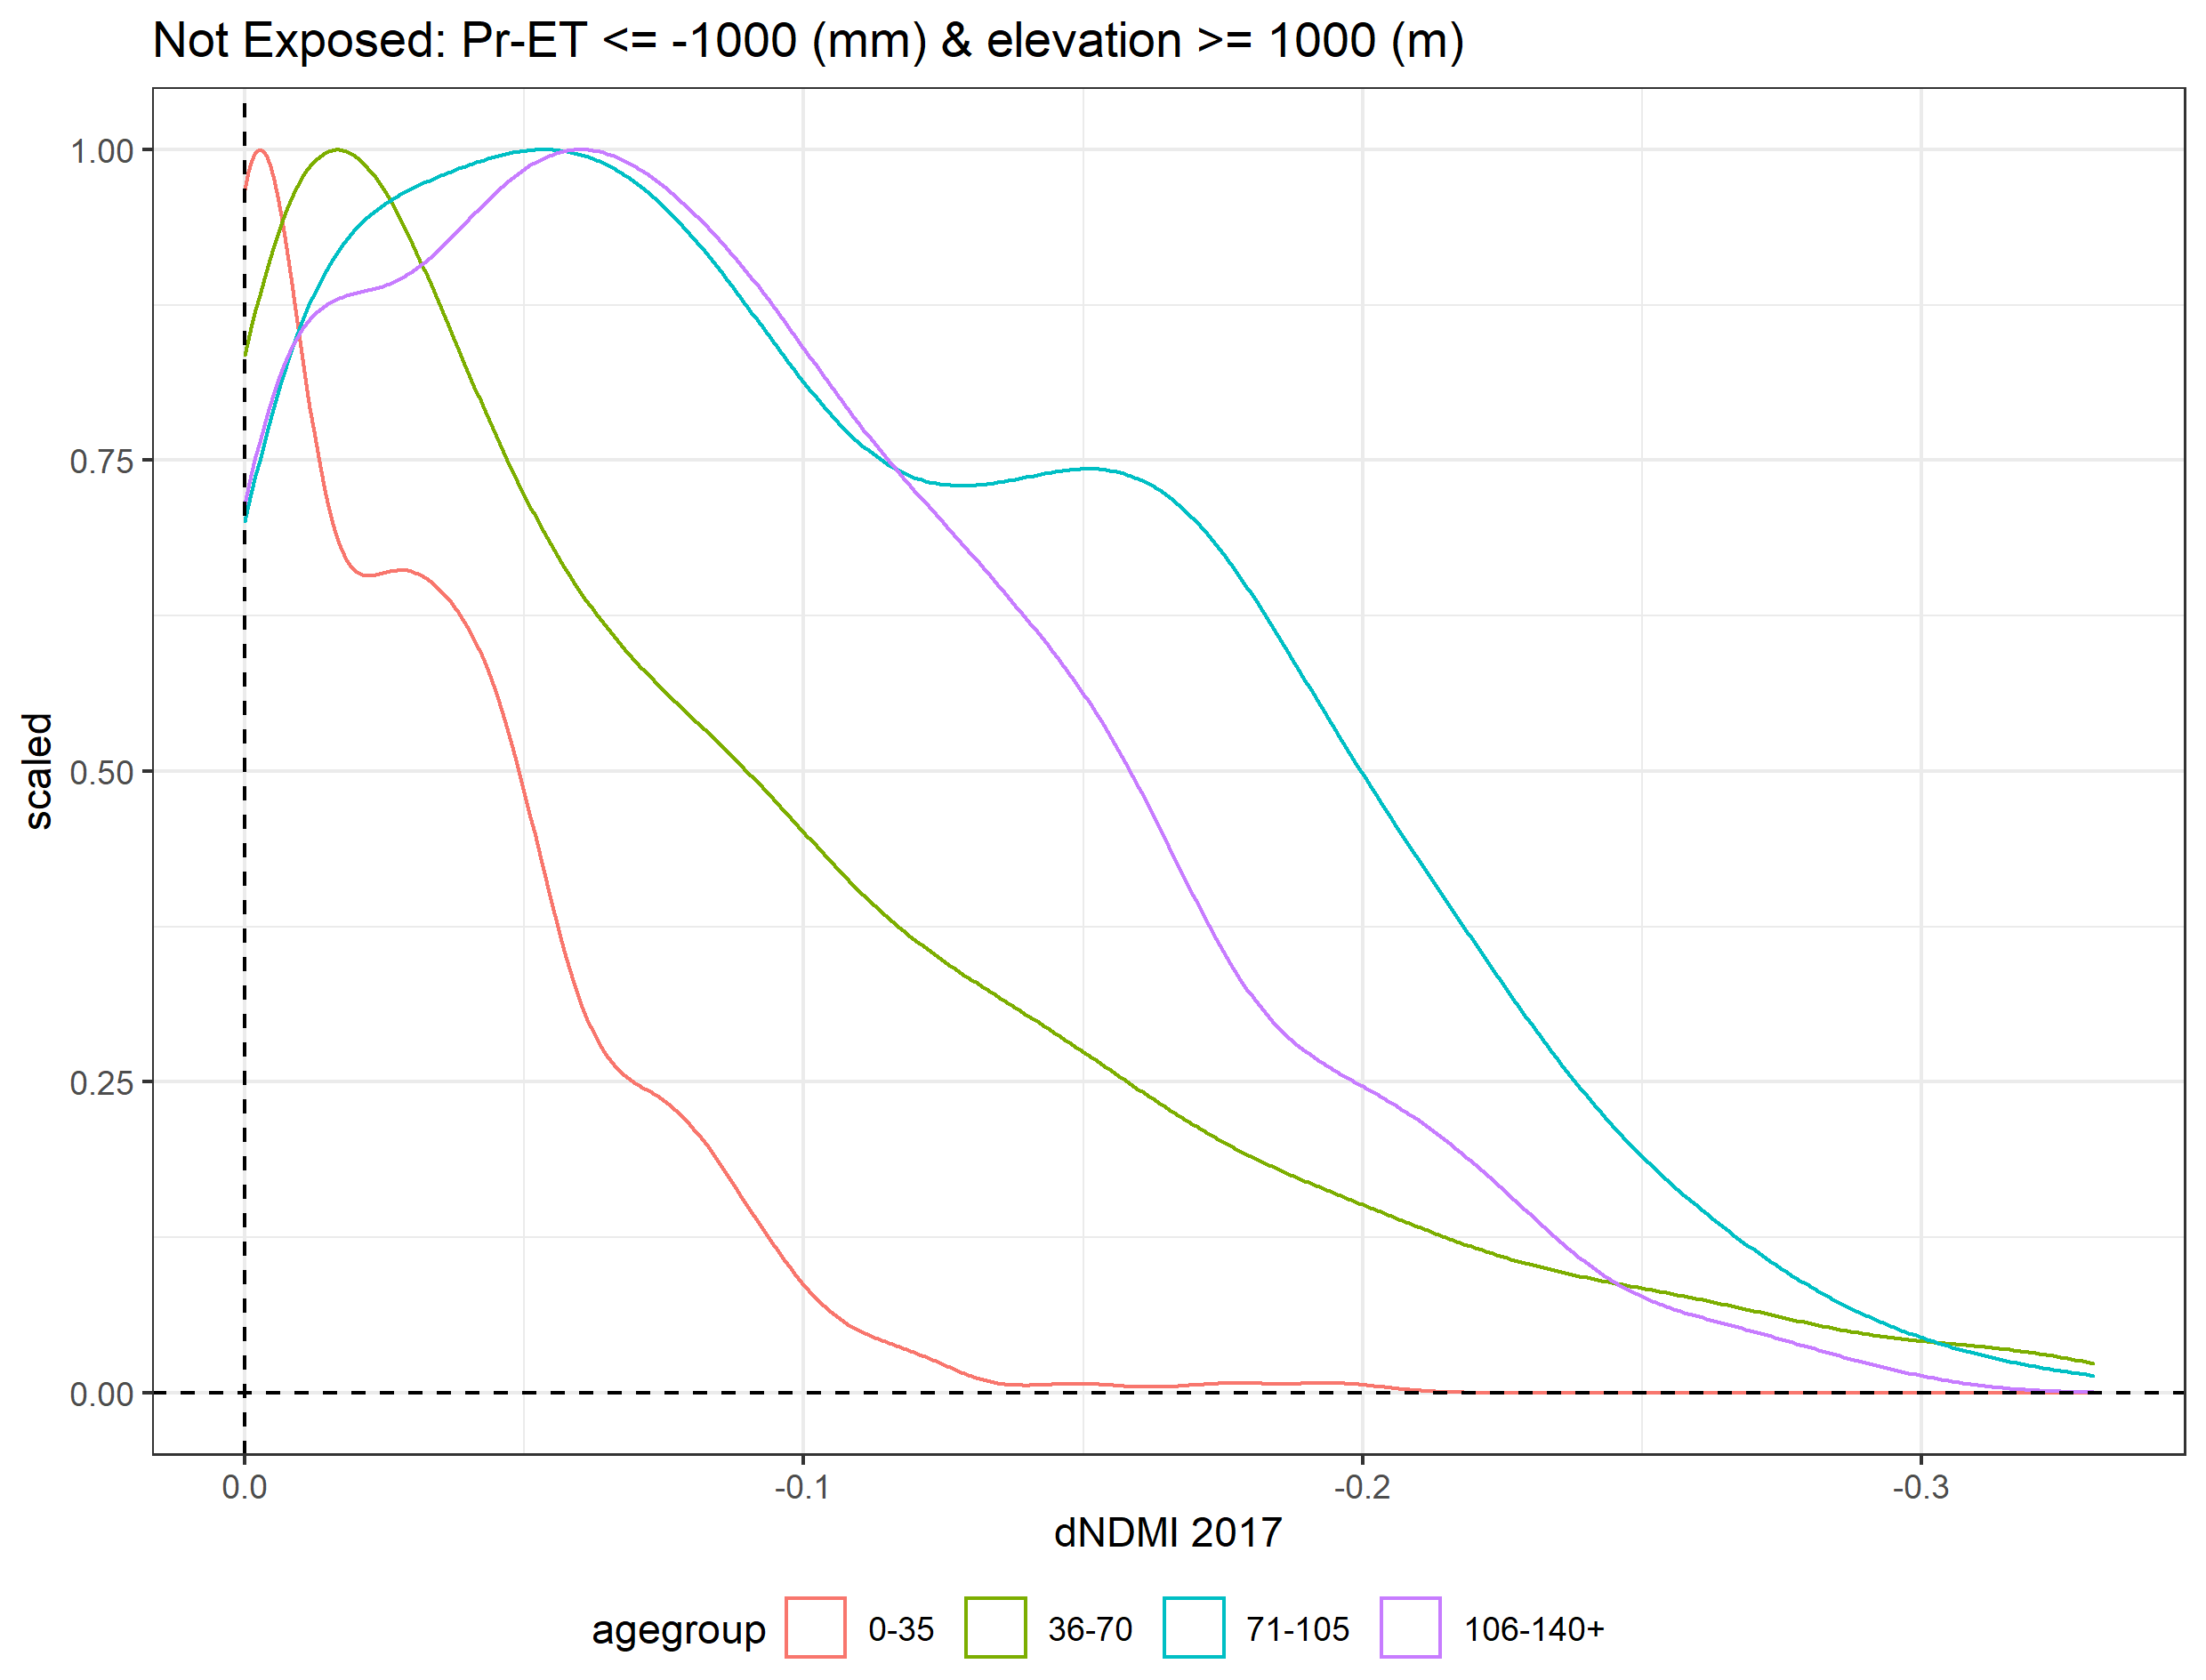 Not Exposed: Pr-ET <= -1000 (mm) & elevation >= 1000 (m)
1.00
0.75
0.50
0.25
0.00
scaled
0.0 -0.1 -0.2 -0.3
dNDMI 2017
agegroup 0-35 36-70 71-105 106-140+